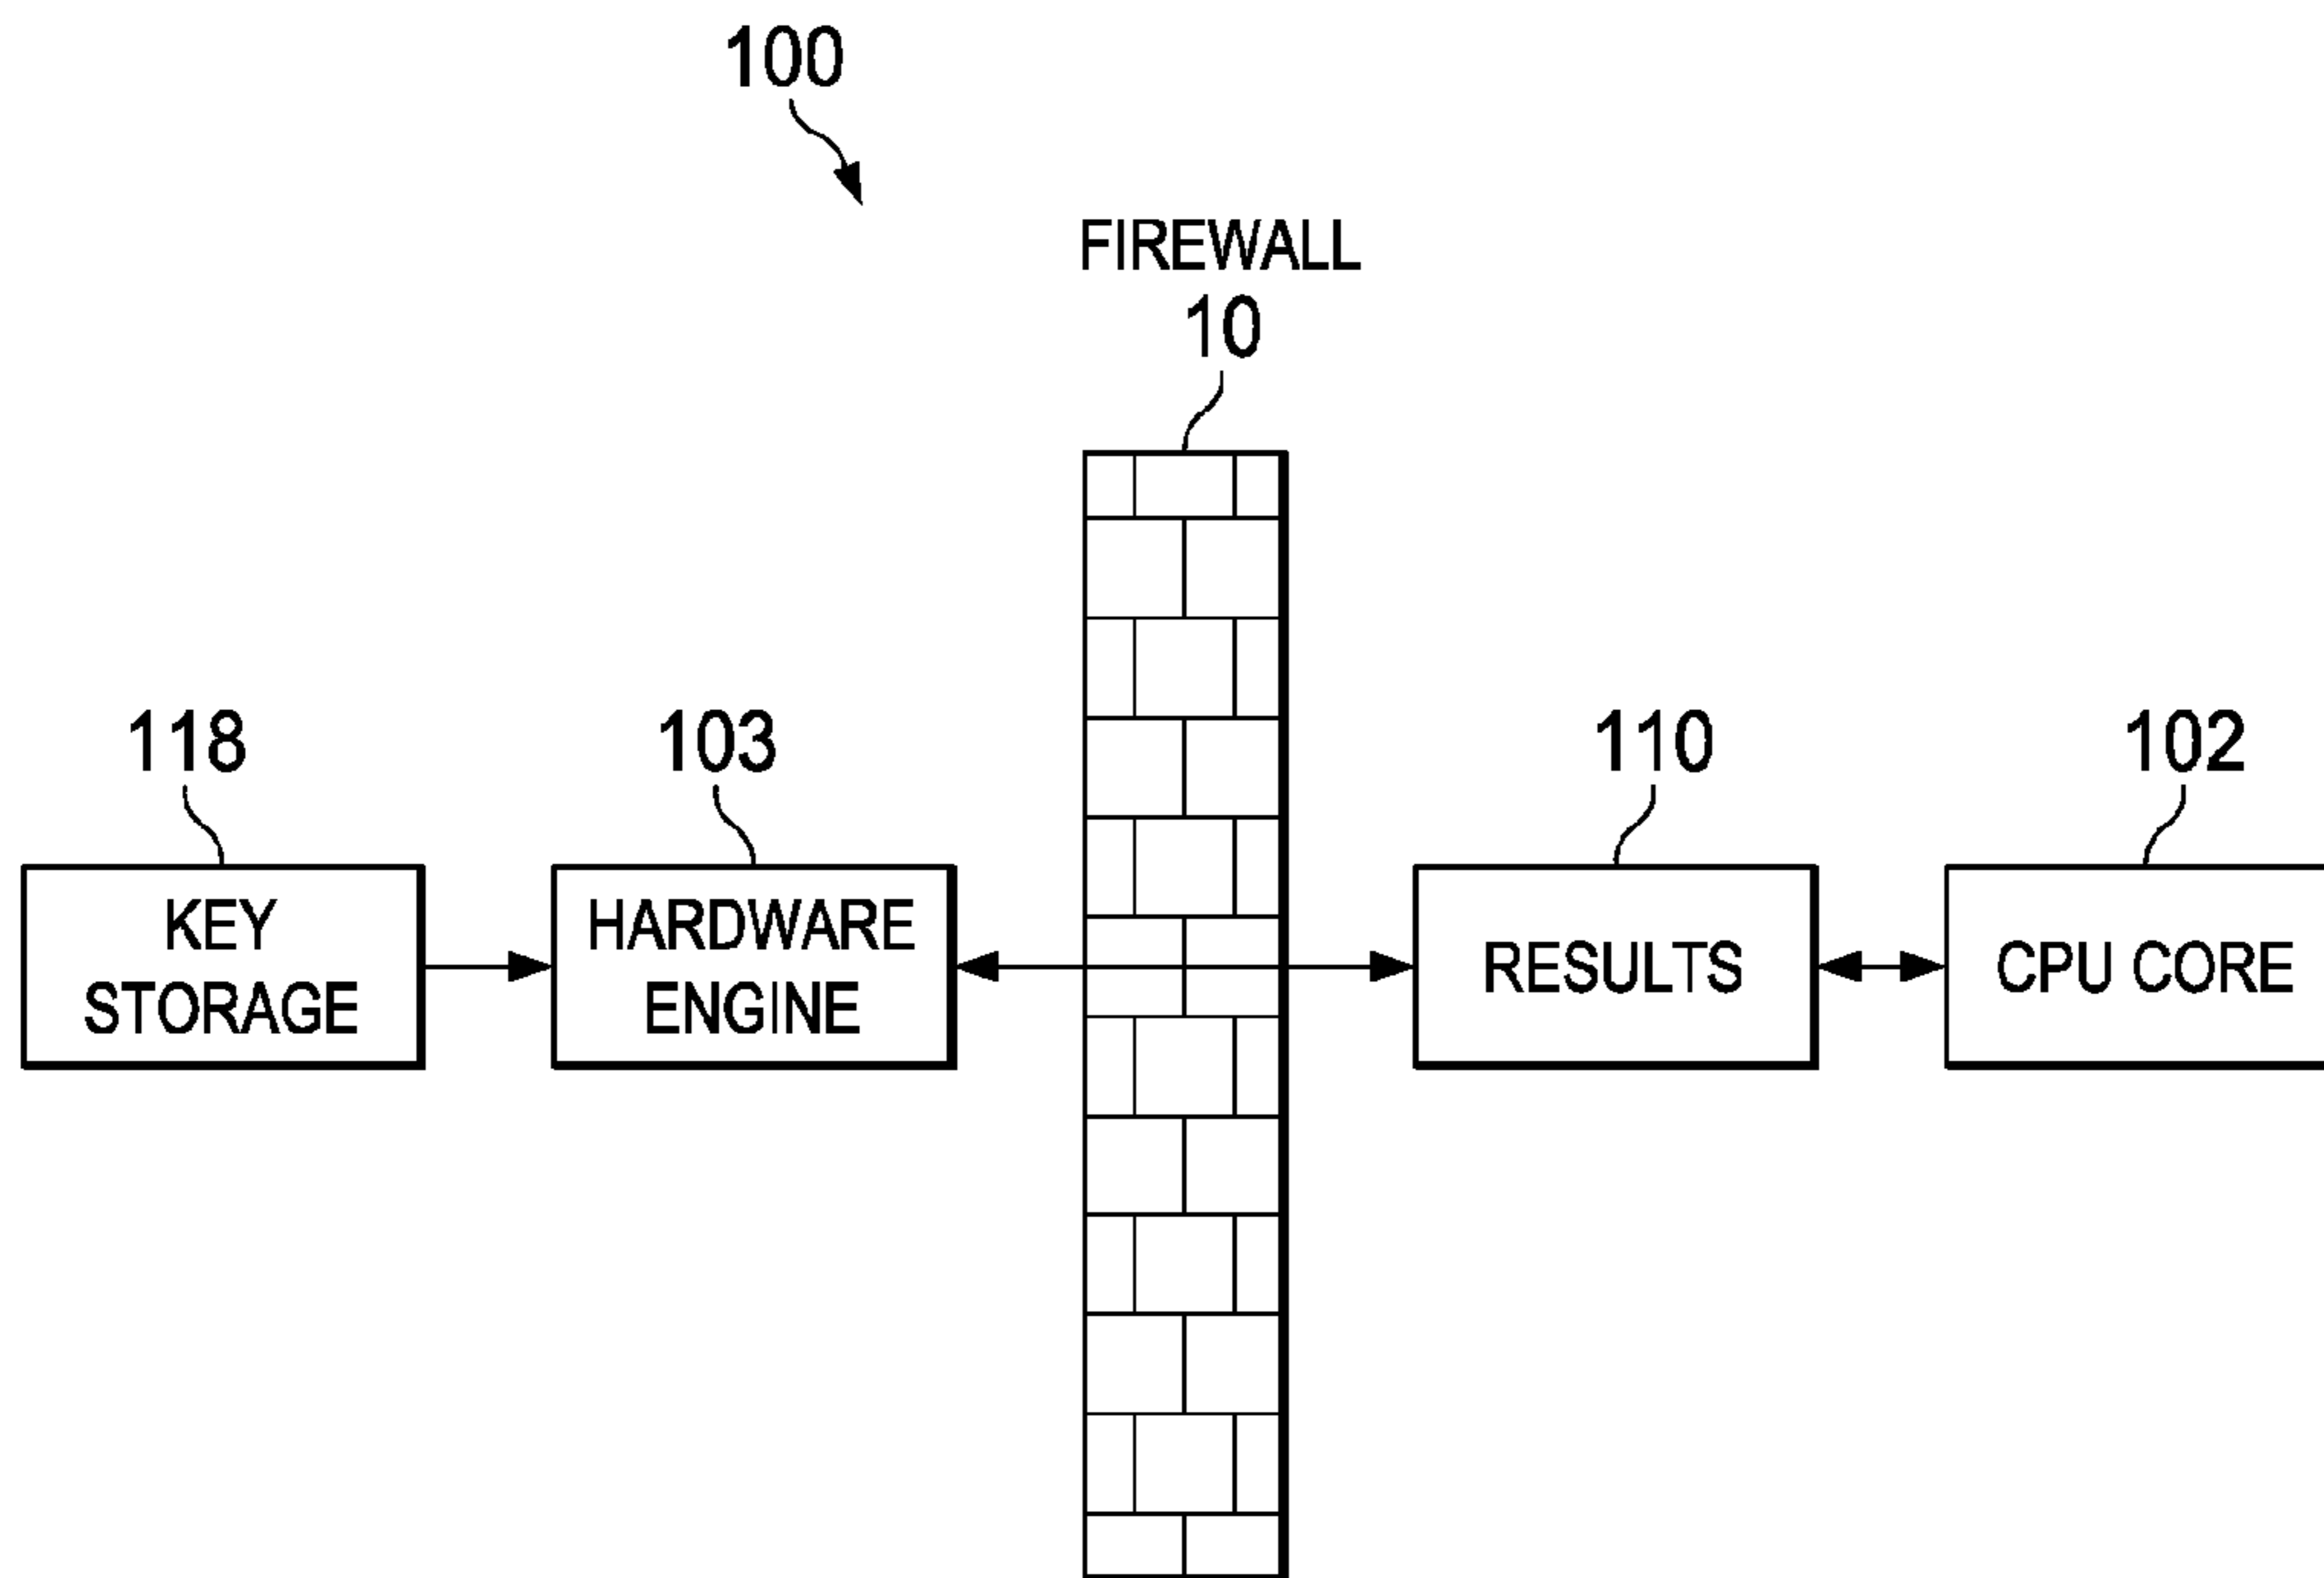 100
FIREWALL
10
118
103
110
102
KEY
STORAGE
HARDWARE
ENGINE
RESULTS
CPU CORE